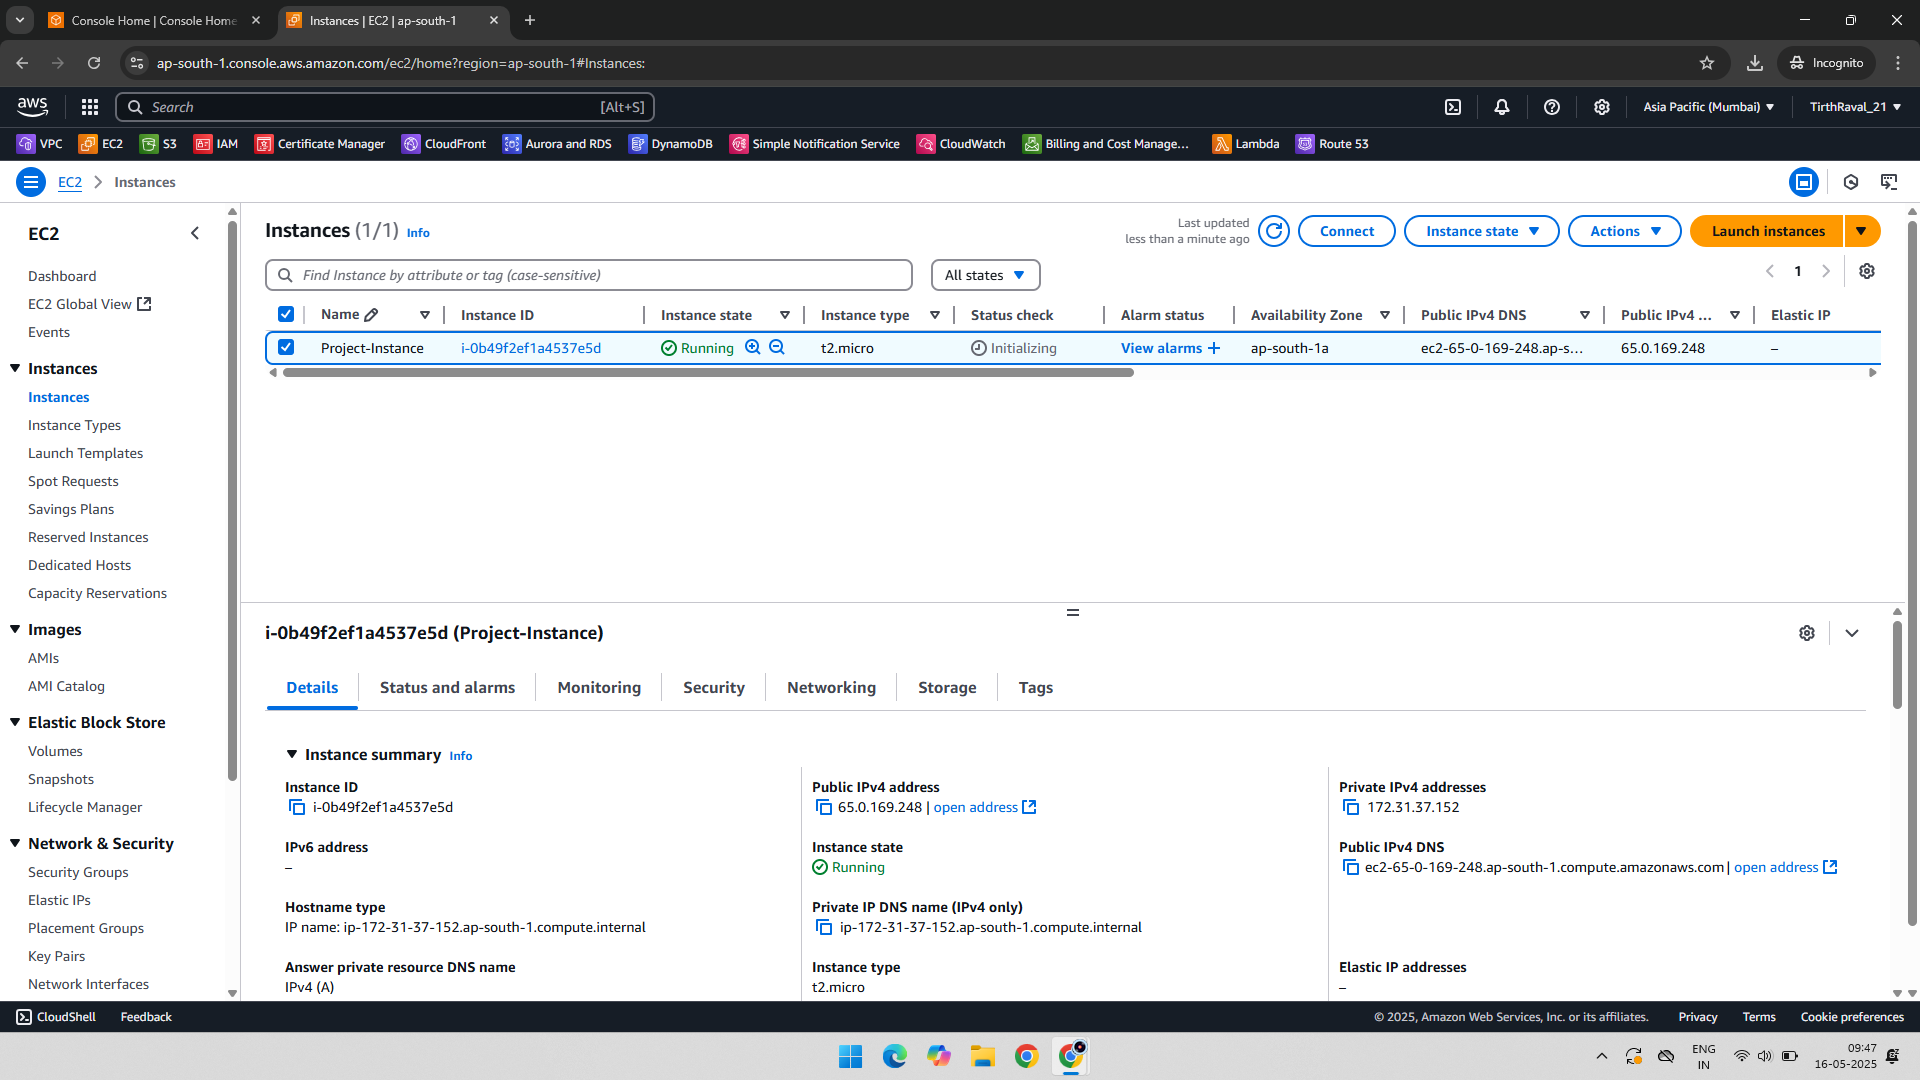 Console Home | Console Home
Instances | EC2 | ap-south-1
ap-south-1.console.aws.amazon.com/ec2/home?region=ap-south-1#Instances:
Incognito
aws
Search
[Alt+S]
Asia Pacific (Mumbai)
TirthRaval_21
VPC
EC2
S3
IAM
Certificate Manager
CloudFront
Aurora and RDS
DynamoDB
Simple Notification Service
CloudWatch
Billing and Cost Manage...
Lambda
Route 53
EC2
Instances
EC2
Dashboard
EC2 Global View
Events
Instances
Instances
Instance Types
Launch Templates
Spot Requests
Savings Plans
Reserved Instances
Dedicated Hosts
Capacity Reservations
Images
AMIs
AMI Catalog
Elastic Block Store
Volumes
Snapshots
Lifecycle Manager
Network & Security
Security Groups
Elastic IPs
Placement Groups
Key Pairs
Network Interfaces
Instances (1/1) Info
Last updated
less than a minute ago
Connect
Instance state
Actions
Launch instances
Find Instance by attribute or tag (case-sensitive)
All states
1
Name
Instance ID
Instance state
Instance type
Status check
Alarm status
Availability Zone
Public IPv4 DNS
Public IPv4 ...
Elastic IP
Project-Instance
i-0b49f2ef1a4537e5d
Running
t2.micro
Initializing
View alarms +
ap-south-1a
ec2-65-0-169-248.ap-s...
65.0.169.248
–
i-0b49f2ef1a4537e5d (Project-Instance)
Details
Status and alarms
Monitoring
Security
Networking
Storage
Tags
Instance summary Info
Instance ID
i-0b49f2ef1a4537e5d
Public IPv4 address
65.0.169.248 | open address
Private IPv4 addresses
172.31.37.152
IPv6 address
–
Instance state
Running
Public IPv4 DNS
ec2-65-0-169-248.ap-south-1.compute.amazonaws.com | open address
Hostname type
IP name: ip-172-31-37-152.ap-south-1.compute.internal
Private IP DNS name (IPv4 only)
ip-172-31-37-152.ap-south-1.compute.internal
Answer private resource DNS name
IPv4 (A)
Instance type
t2.micro
Elastic IP addresses
–
CloudShell
Feedback
© 2025, Amazon Web Services, Inc. or its affiliates.
Privacy
Terms
Cookie preferences
ENG
IN
09:47
16-05-2025